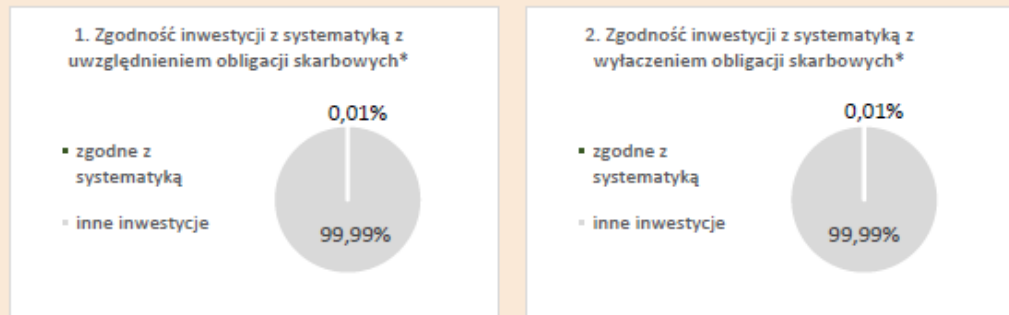 1. Zgodność inwestycji z systematyką z
uwzględnieniem obligacji skarbowych*
0,01%
zgodne z
systematyką
inne inwestycje
99,99%
2. Zgodność inwestycji z systematyką z
wyłaczeniem obligacji skarbowych*
0,01%
zgodne z
systematyką
inne inwestycje
99,99%